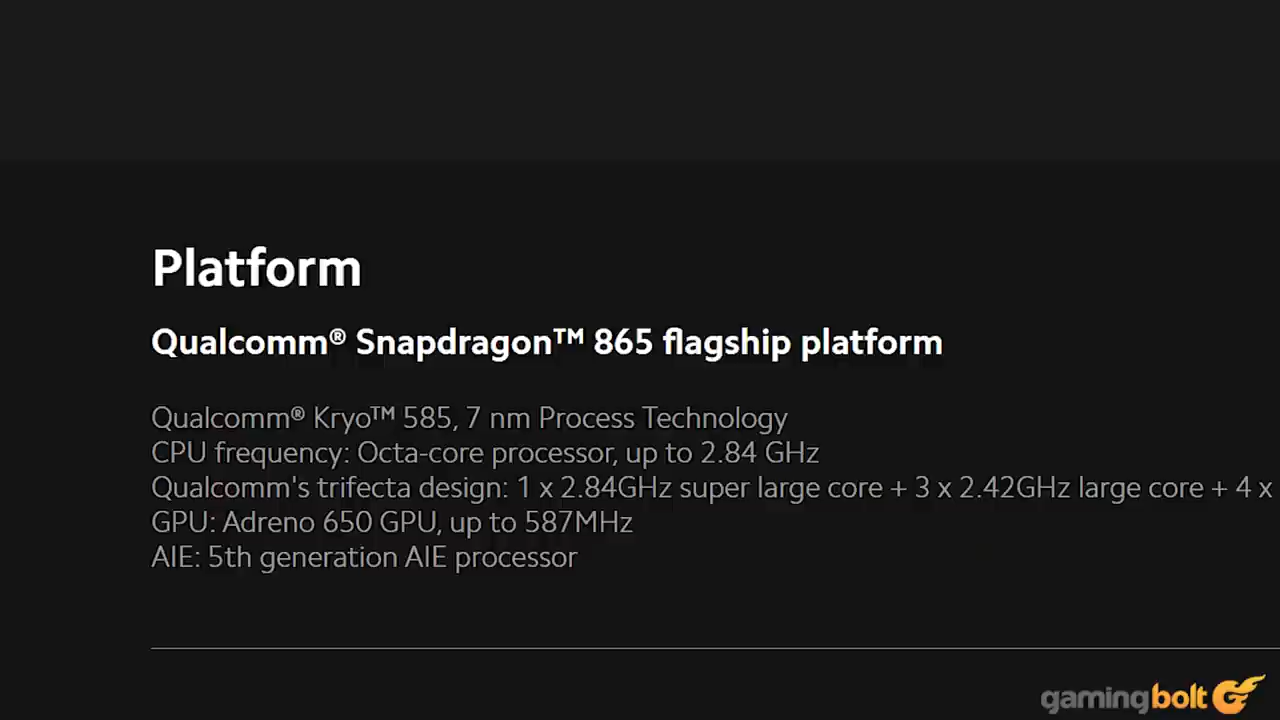 Platform
Qualcomm® Snapdragon™ 865 flagship platform
Qualcomm® Kryo™ 585, 7 nm Process Technology
CPU frequency: Octa-core processor, up to 2.84 GHz
Qualcomm's trifecta design: 1 x 2.84GHz super large core + 3 x 2.42GHz large core + 4 x
GPU: Adreno 650 GPU, up to 587MHz
AIE: 5th generation AIE processor
gamingbolt